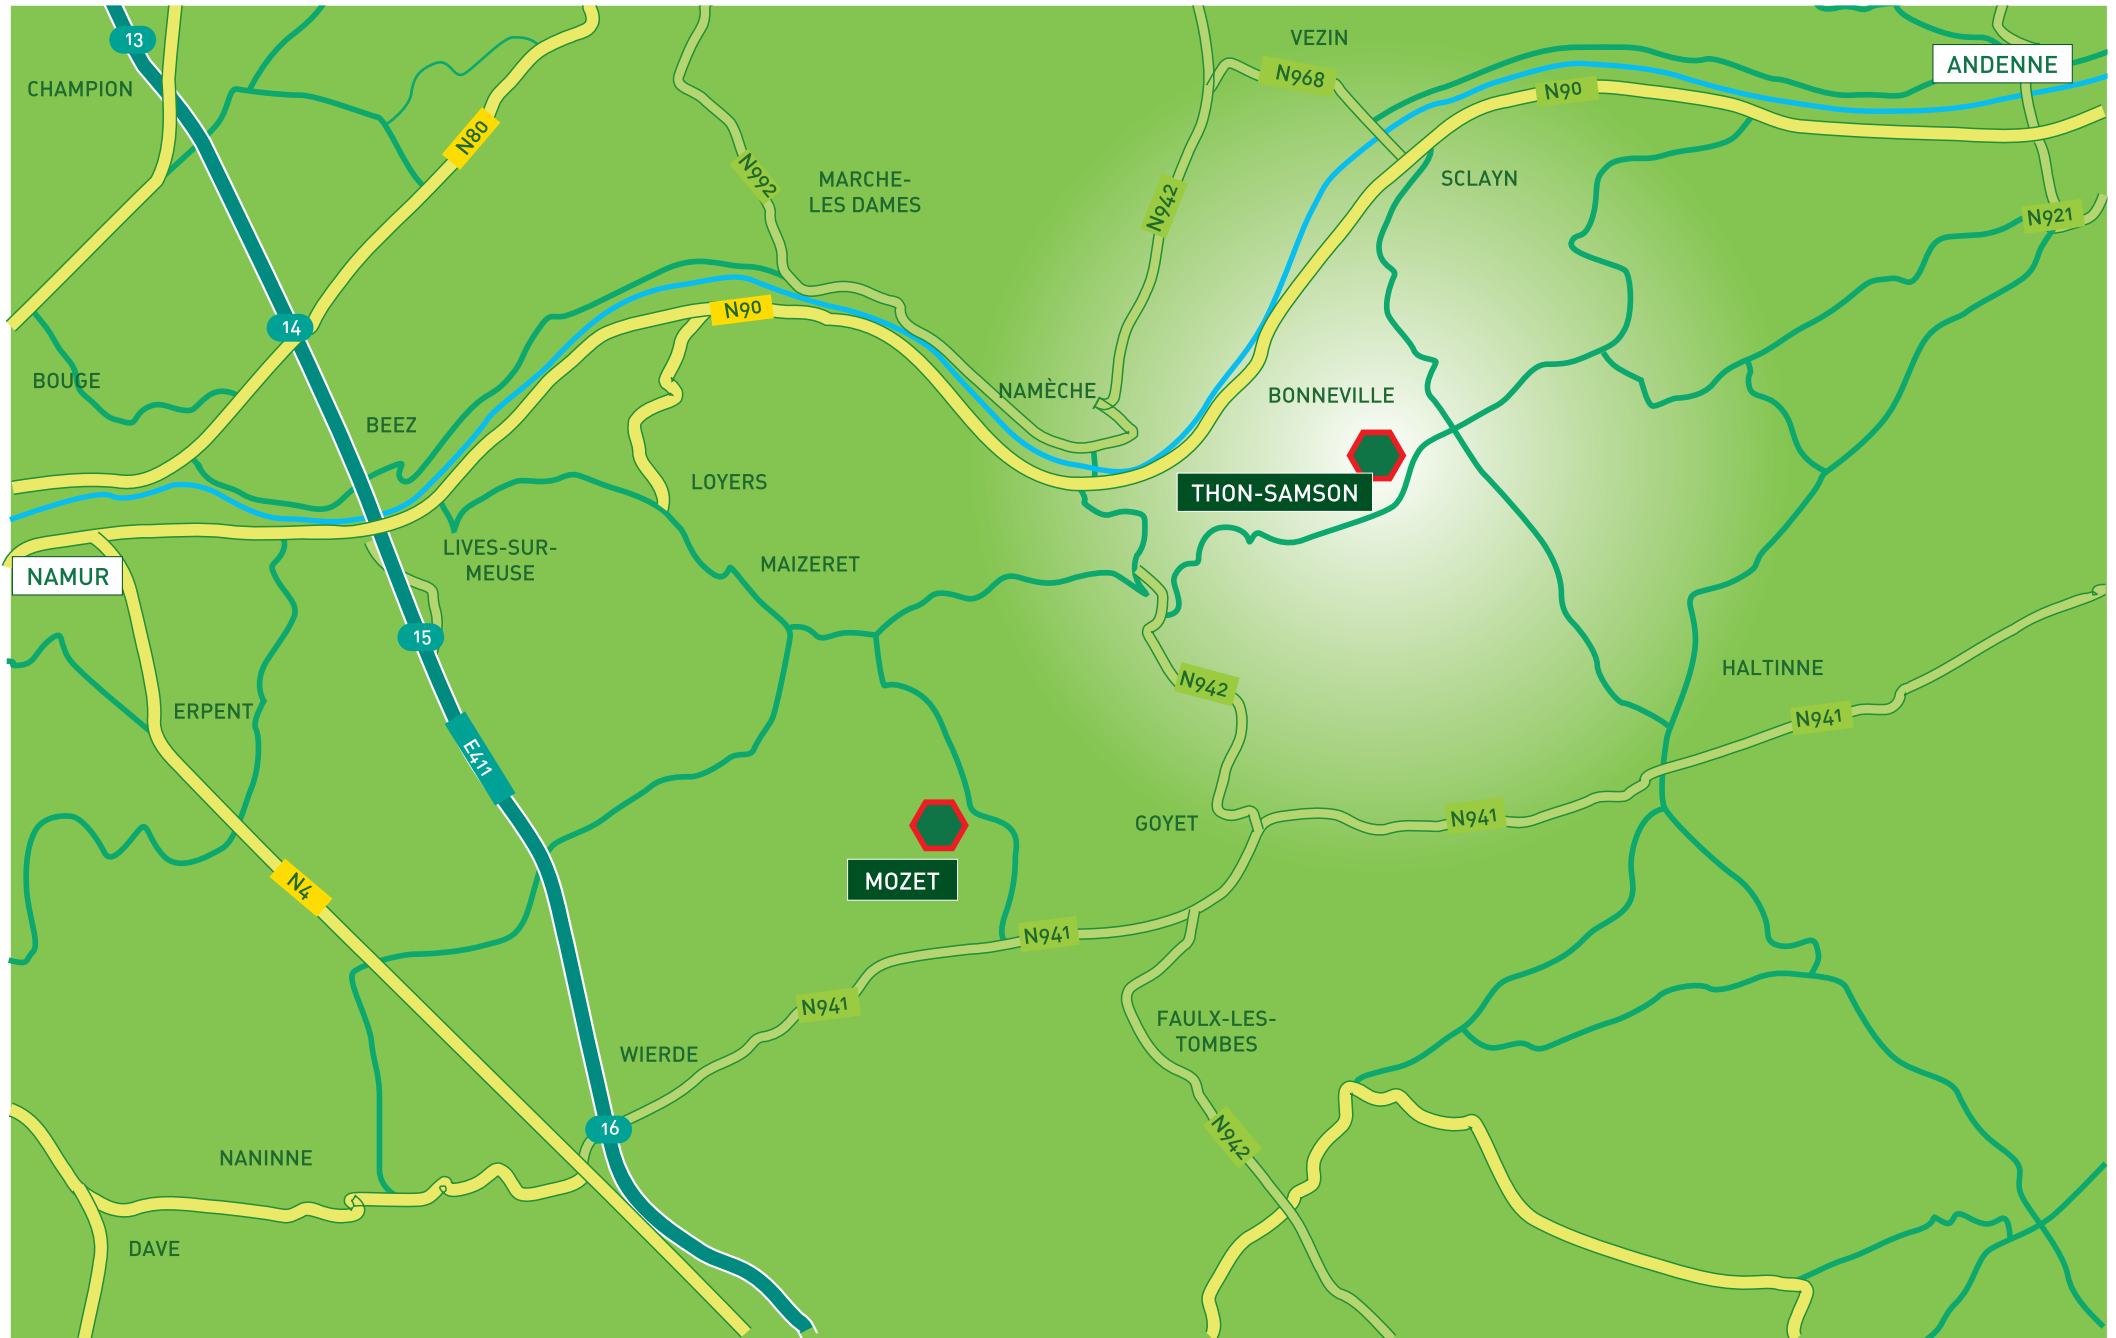 13
VEZIN
ANDENNE
N968
CHAMPION
N90
N80
N992
MARCHE-
LES DAMES
SCLAYN
N942
N921
14
N90
BOUGE
NAMÈCHE
BONNEVILLE
BEEZ
LOYERS
THON-SAMSON
LIVES-SUR-
MEUSE
MAIZERET
NAMUR
15
HALTINNE
N942
ERPENT
N941
E411
GOYET
N941
N4
MOZET
N941
N941
FAULX-LES-
TOMBES
WIERDE
16
N942
NANINNE
DAVE